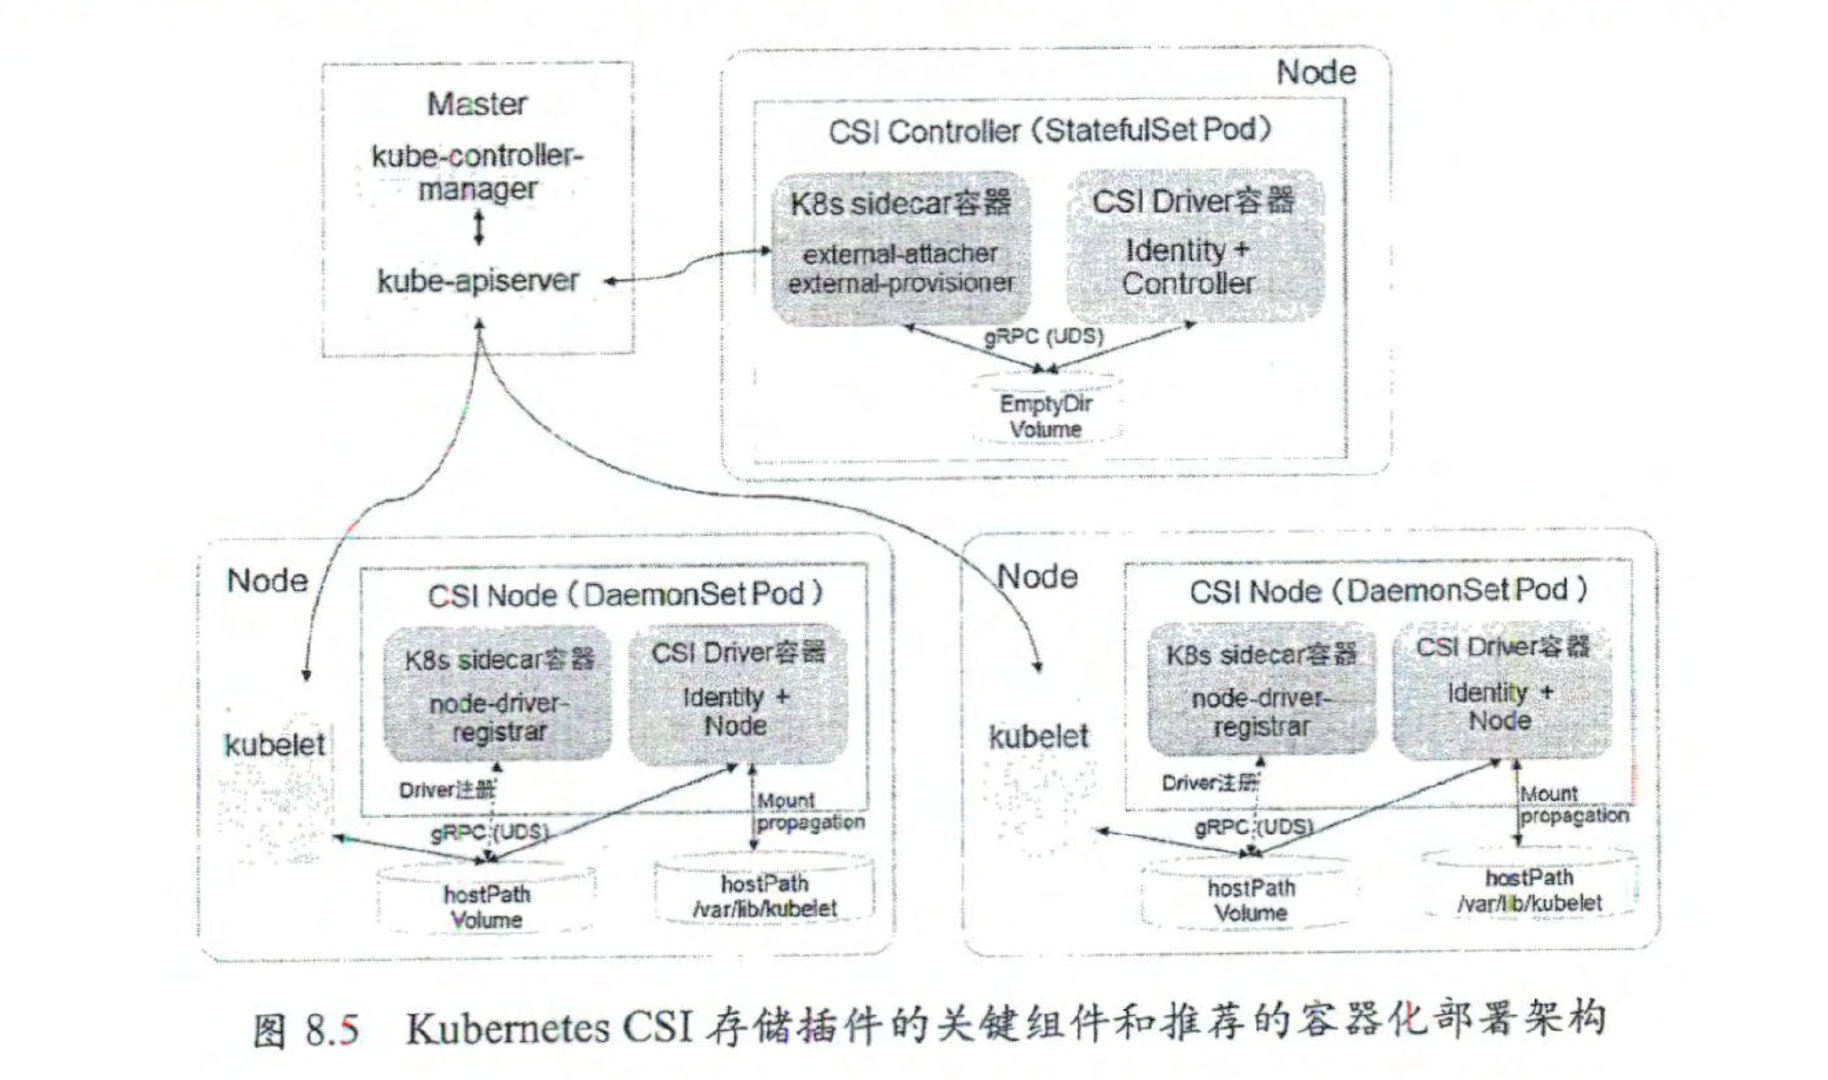 Master
kube-controller-
manager
kube-apiserver
Node
CSI Controller（StatefulSet Pod）
K8s sidecar容器
external-attacher
external-provisioner
CSI Driver容器
Identity +
Controller
gRPC (UDS)
EmptyDir
Volume
Node
CSI Node（DaemonSet Pod）
K8s sidecar容器
node-driver-
registrar
CSI Driver容器
Identity +
Node
kubelet
Driver注册
gRPC (UDS)
Mount
propagation
hostPath
Volume
hostPath
/var/lib/kubelet
Node
CSI Node（DaemonSet Pod）
K8s sidecar容器
node-driver-
registrar
CSI Driver容器
Identity +
Node
kubelet
Driver注册
gRPC (UDS)
Mount
propagation
hostPath
Volume
hostPath
/var/lib/kubelet
图 8.5 Kubernetes CSI 存储插件的关键组件和推荐的容器化部署架构